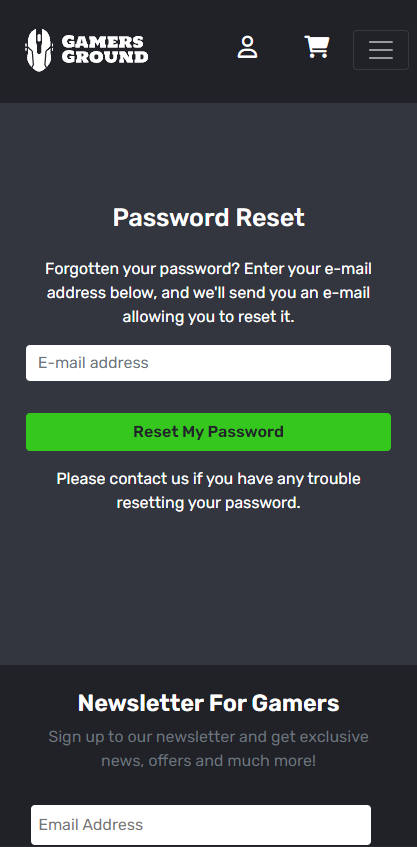 GAMERS
GROUND
Password Reset
Forgotten your password? Enter your e-mail
address below, and we'll send you an e-mail
allowing you to reset it.
E-mail address
Reset My Password
Please contact us if you have any trouble
resetting your password.
Newsletter For Gamers
Sign up to our newsletter and get exclusive
news, offers and much more!
Email Address